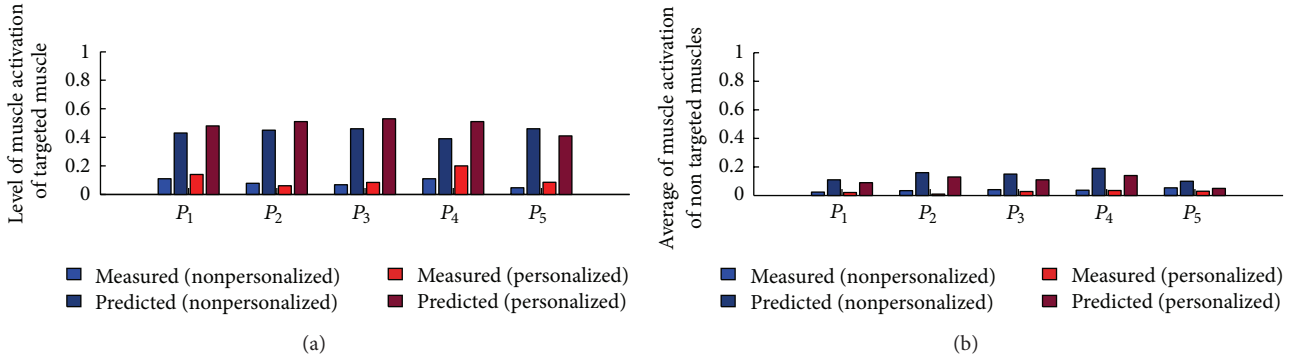 Level of muscle activation
of targeted muscle
1
0.8
0.6
0.4
0.2
0
P₁ P₂ P₃ P₄ P₅
Measured (nonpersonalized)
Predicted (nonpersonalized)
Measured (personalized)
Predicted (personalized)
(a)
Average of muscle activation
of non targeted muscles
1
0.8
0.6
0.4
0.2
0
P₁ P₂ P₃ P₄ P₅
Measured (nonpersonalized)
Predicted (nonpersonalized)
Measured (personalized)
Predicted (personalized)
(b)